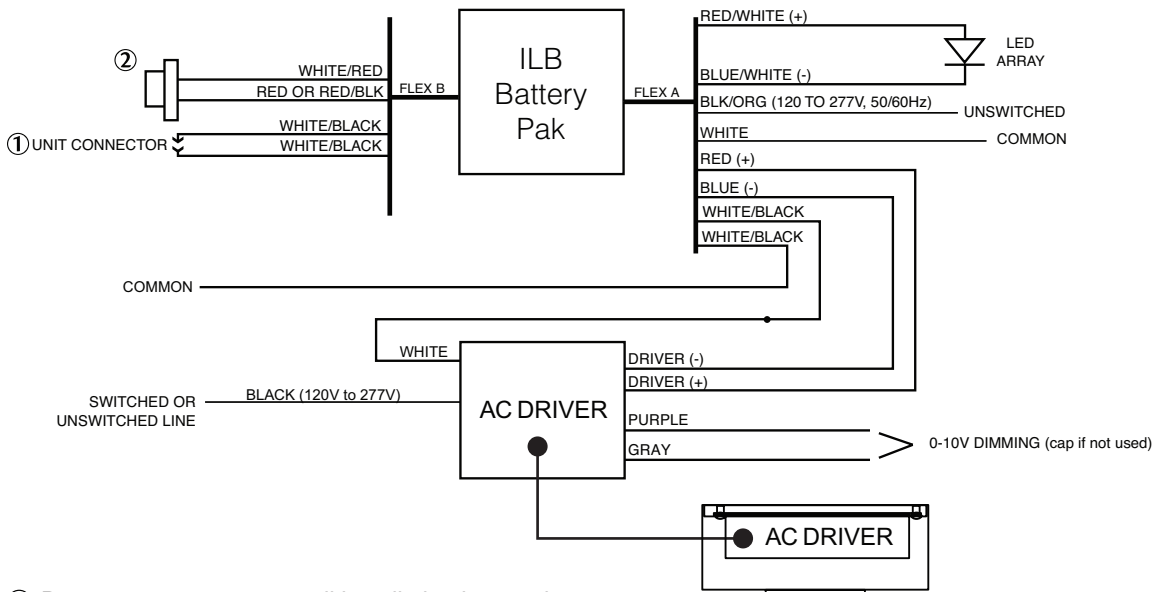 ②
WHITE/RED
RED OR RED/BLK
WHITE/BLACK
① UNIT CONNECTOR
WHITE/BLACK
FLEX B
ILB
Battery
Pak
FLEX A
RED/WHITE (+)
LED
ARRAY
BLUE/WHITE (-)
BLK/ORG (120 TO 277V, 50/60Hz)
UNSWITCHED
WHITE
COMMON
RED (+)
BLUE (-)
WHITE/BLACK
WHITE/BLACK
COMMON
WHITE
BLACK (120V to 277V)
SWITCHED OR
UNSWITCHED LINE
AC DRIVER
DRIVER (-)
DRIVER (+)
PURPLE
GRAY
0-10V DIMMING (cap if not used)
AC DRIVER